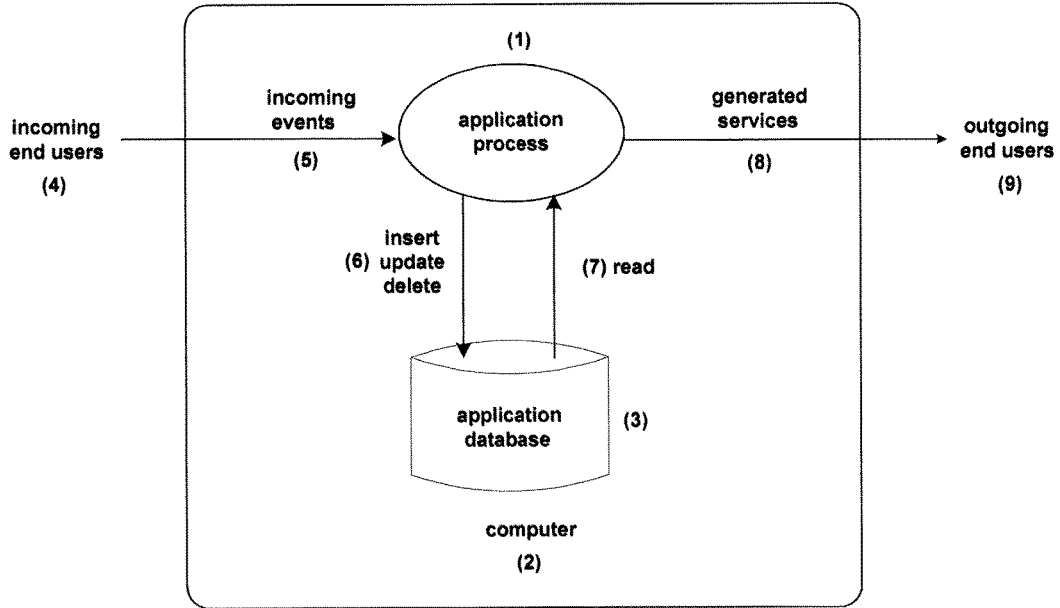 (1)
application
process
incoming
end users
(4)
incoming
events
(5)
generated
services
(8)
outgoing
end users
(9)
(6) insert
update
delete
(7) read
application
database
(3)
computer
(2)